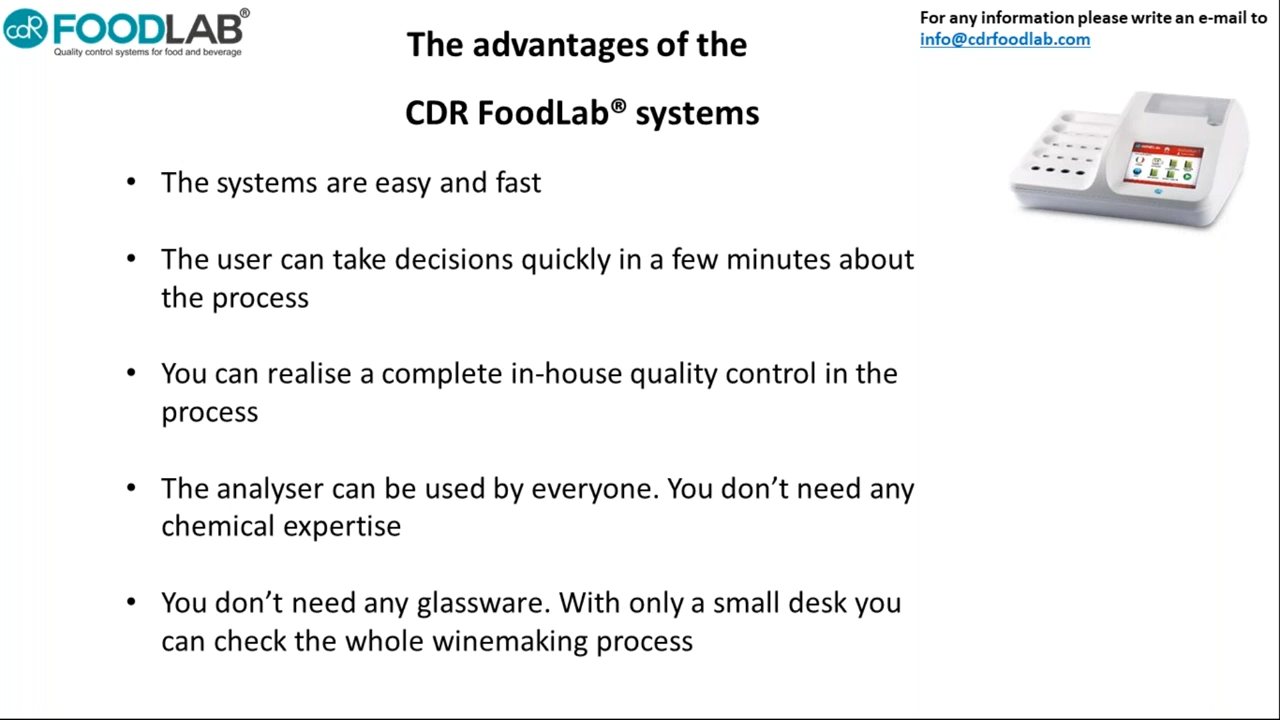 cdR FOODLAB®
Quality control systems for food and beverage
For any information please write an e-mail to
info@cdrfoodlab.com
The advantages of the
CDR FoodLab® systems
• The systems are easy and fast
• The user can take decisions quickly in a few minutes about
the process
• You can realise a complete in-house quality control in the
process
• The analyser can be used by everyone. You don’t need any
chemical expertise
• You don’t need any glassware. With only a small desk you
can check the whole winemaking process